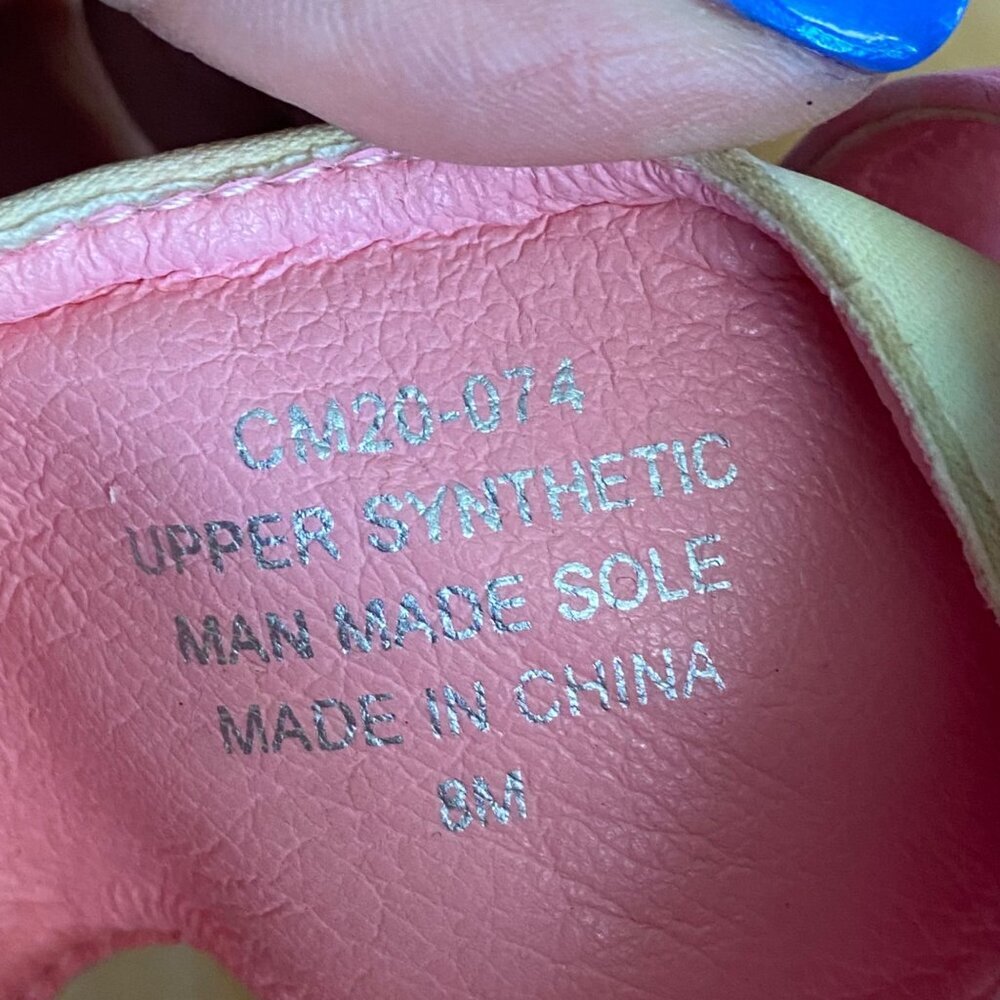 CM20-074
UPPER SYNTHETIC
MAN MADE SOLE
MADE IN CHINA
8M